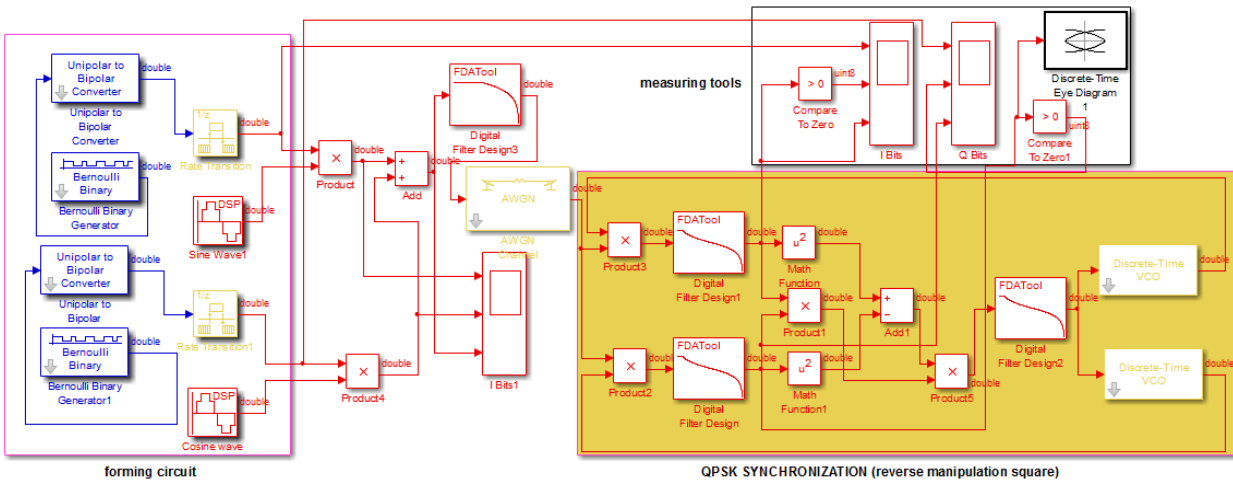 Unipolar to
Bipolar
Converter
double
Unipolar to
Bipolar
Converter
Bernoulli
Binary
double
Bernoulli Binary
Generator
1/z
double
Rate Transition
DSP
double
Sine Wave1
Unipolar to
Bipolar
Converter
double
Unipolar to
Bipolar
Bernoulli
Binary
double
Bernoulli Binary
Generator1
1/z
double
Rate Transition1
DSP
double
Cosine wave
forming circuit
×
double
Product
+
+
double
Add
×
double
Product4
FDATool
double
Digital
Filter Design3
AWGN
double
AWGN
Channel
I Bits1
measuring tools
> 0
uint8
Compare
To Zero
I Bits
Q Bits
Discrete-Time
Eye Diagram
1
> 0
uint8
Compare
To Zero1
×
double
Product3
FDATool
double
Digital
Filter Design1
u²
double
Math
Function
×
double
Product1
+
−
double
Add1
×
double
Product2
FDATool
double
Digital
Filter Design
u²
double
Math
Function1
×
double
Product5
FDATool
double
Digital
Filter Design2
Discrete-Time
VCO
double
Discrete-Time
VCO
double
QPSK SYNCHRONIZATION (reverse manipulation square)